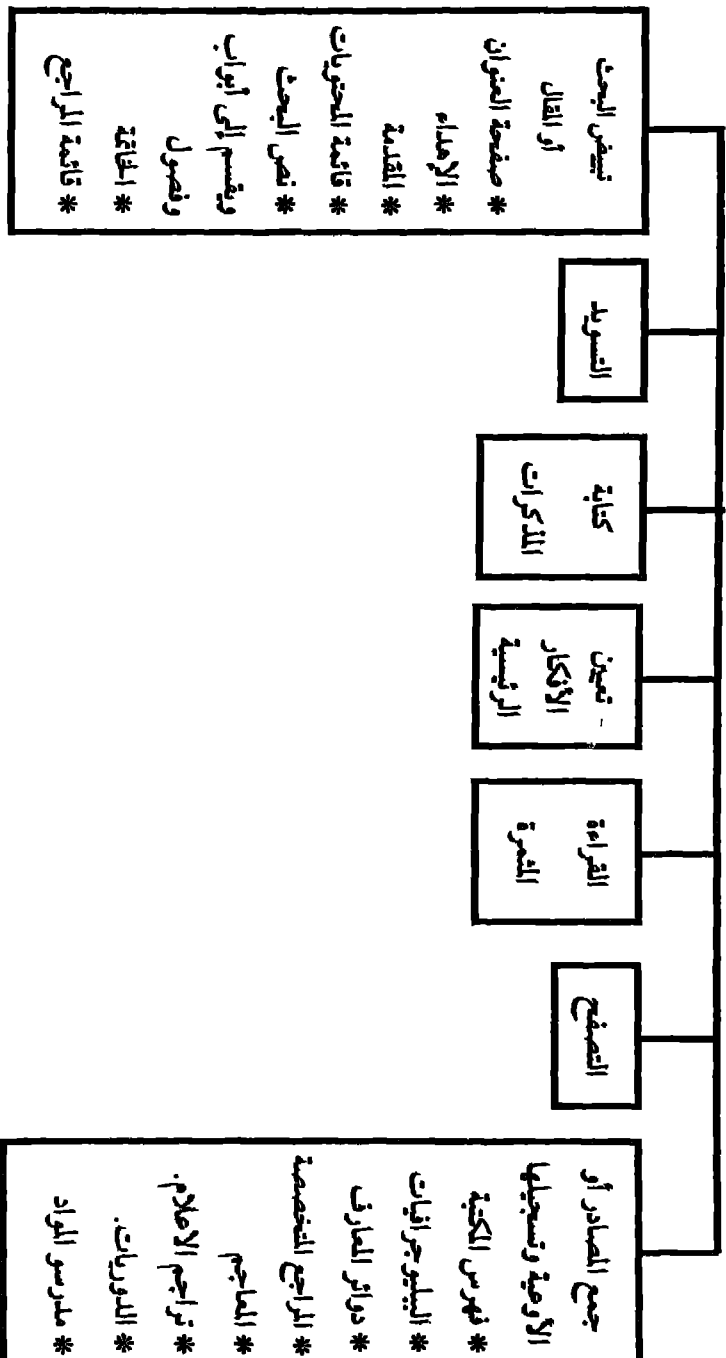 جمع المصادر أو
الأوعية وتسجيلها
* فهرس المكتبة
* الببليوجرافيات
* دوائر المعارف
* المراجع المتخصصة
* المعاجم
* تراجم الاعلام.
* الدوريات.
* مدرسو المواد
التصفح
القراءة
المثمرة
- تعيين
الأفكار
الرئيسية
كتابة
المذكرات
التسويد
تبيض البحث
أو المقال
* صفحة العنوان
* الإهداء
* المقدمة
* قائمة المحتويات
* نص البحث
ويقسم إلى أبواب
وفصول
* الخاتمة
* قائمة المراجع